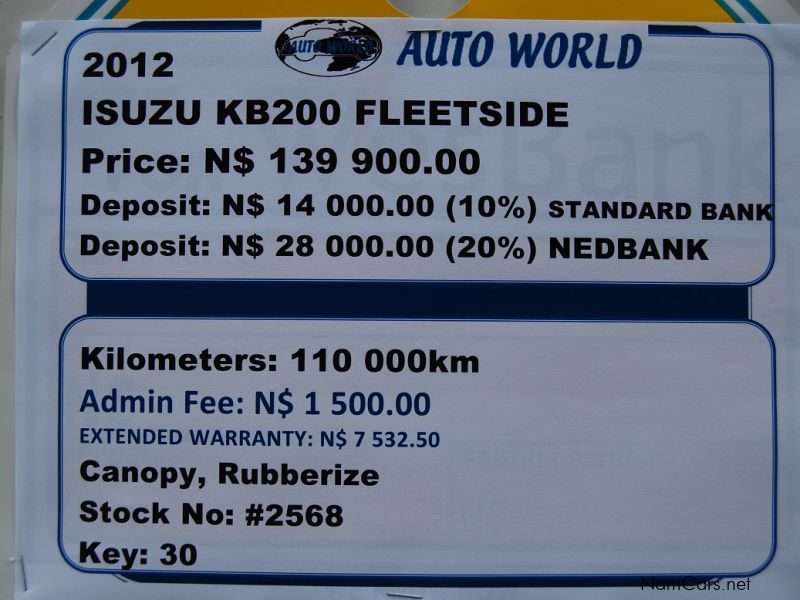 AUTO WORLD
AUTO WORLD
2012
ISUZU KB200 FLEETSIDE
Price: N$ 139 900.00
Deposit: N$ 14 000.00 (10%) STANDARD BANK
Deposit: N$ 28 000.00 (20%) NEDBANK
Kilometers: 110 000km
Admin Fee: N$ 1 500.00
EXTENDED WARRANTY: N$ 7 532.50
Canopy, Rubberize
Stock No: #2568
Key: 30
NamCars.net